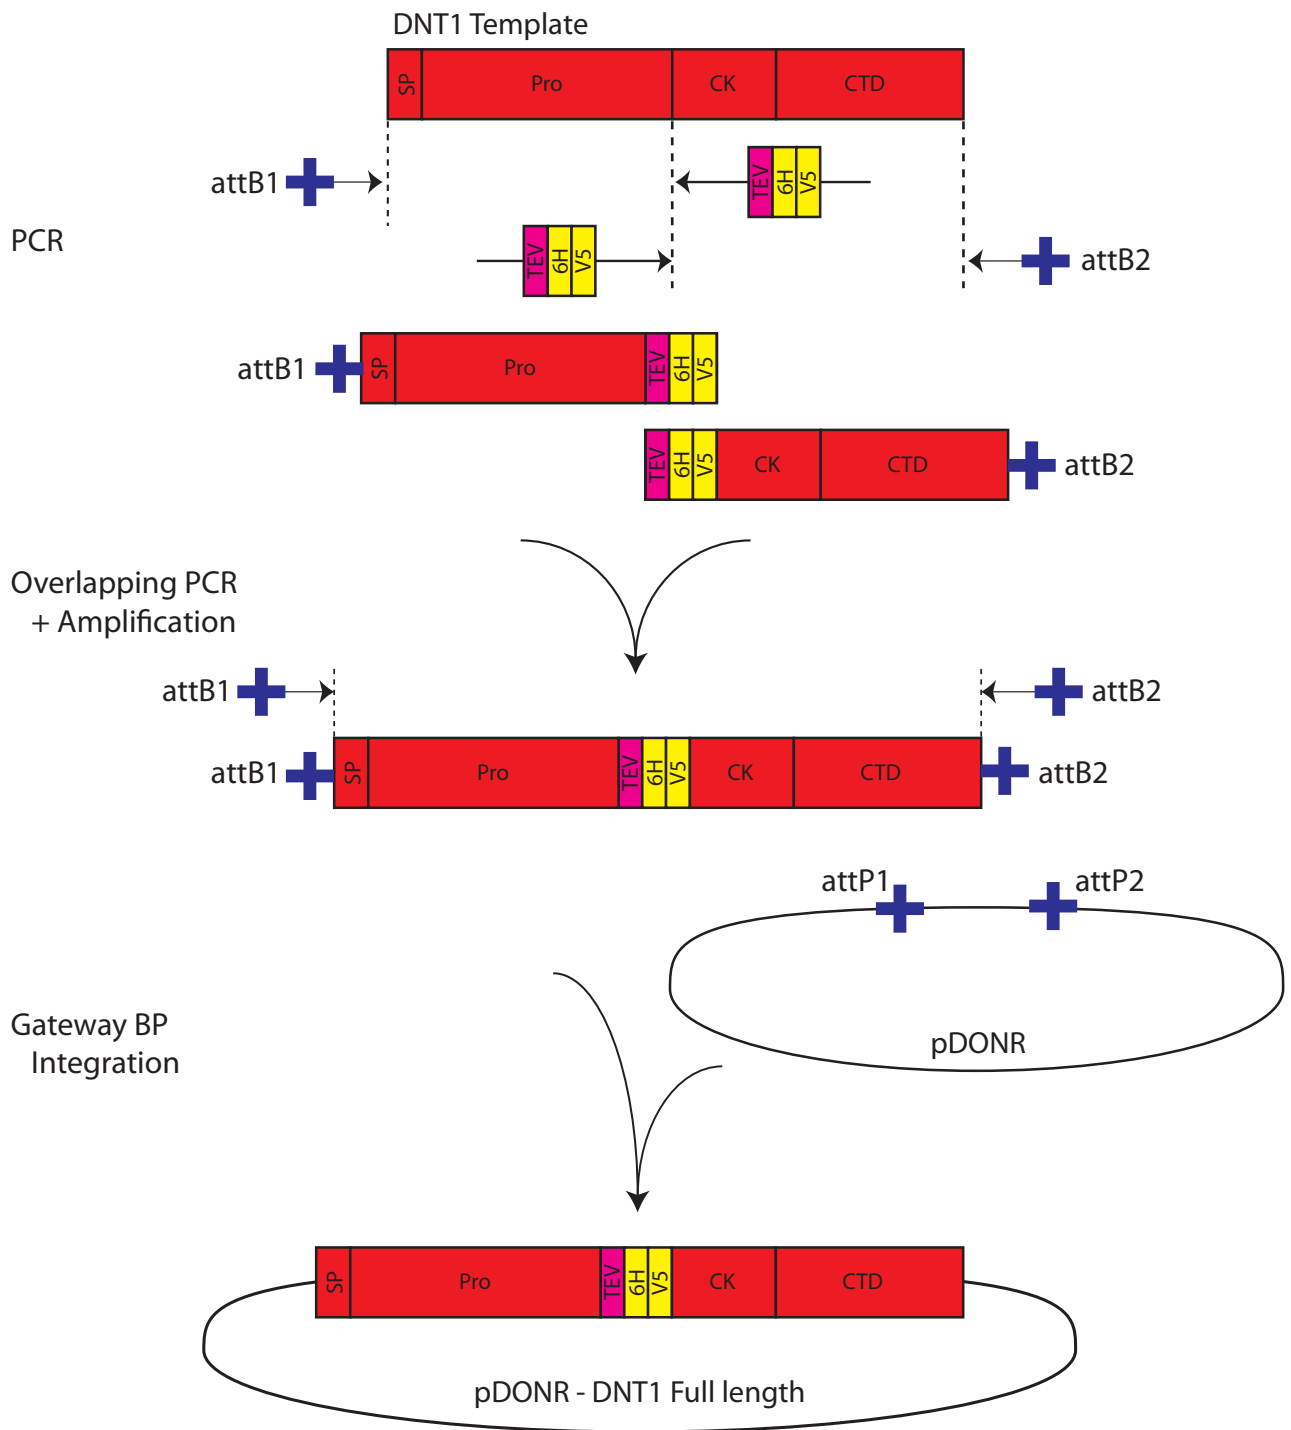 DNT1 Template
SP Pro CK CTD
attB1
TEV 6H V5
PCR
TEV 6H V5
attB2
attB1 SP Pro TEV 6H V5
TEV 6H V5 CK CTD attB2
Overlapping PCR
+ Amplification
attB1 attB2
attB1 SP Pro TEV 6H V5 CK CTD attB2
attP1 attP2
Gateway BP
Integration
pDONR
SP Pro TEV 6H V5 CK CTD
pDONR - DNT1 Full length